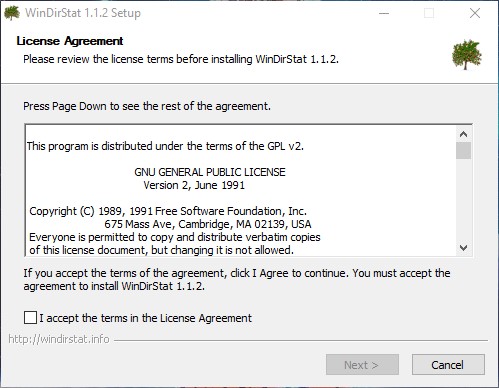 WinDirStat 1.1.2 Setup
License Agreement
Please review the license terms before installing WinDirStat 1.1.2.
Press Page Down to see the rest of the agreement.
This program is distributed under the terms of the GPL v2.
GNU GENERAL PUBLIC LICENSE
Version 2, June 1991
Copyright (C) 1989, 1991 Free Software Foundation, Inc.
675 Mass Ave, Cambridge, MA 02139, USA
Everyone is permitted to copy and distribute verbatim copies
of this license document, but changing it is not allowed.
If you accept the terms of the agreement, click I Agree to continue. You must accept the
agreement to install WinDirStat 1.1.2.
I accept the terms in the License Agreement
http://windirstat.info
Next >
Cancel